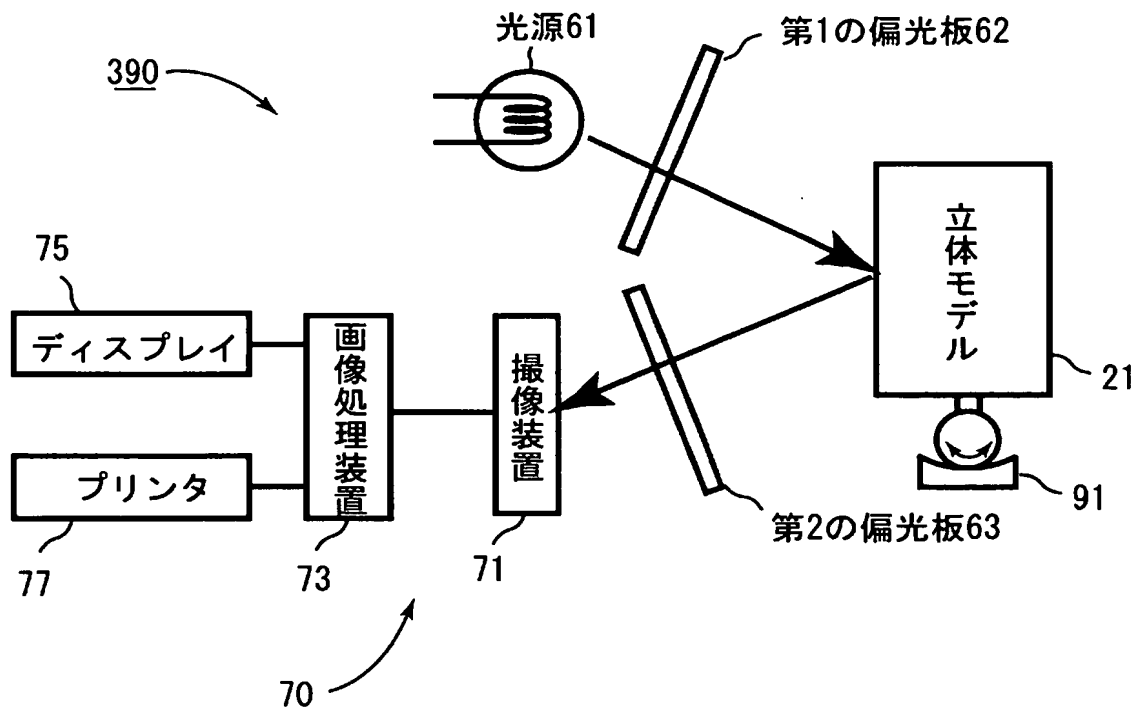 光源61
第1の偏光板62
390
立体モデル
75
ディスプレイ
画像処理装置
撮像装置
21
プリンタ
91
第2の偏光板63
77
73
71
70